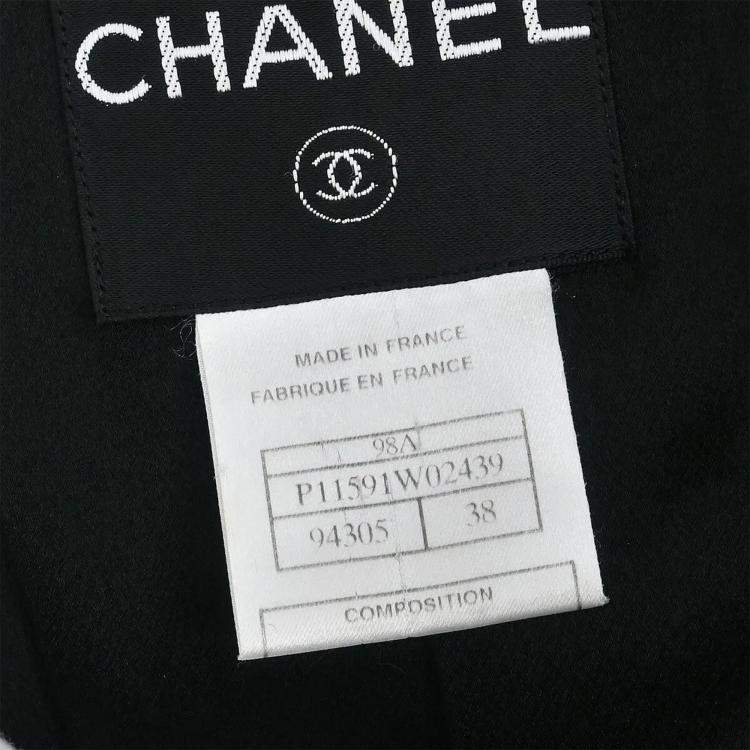 CHANEL
MADE IN FRANCE
FABRIQUE EN FRANCE
98A
P11591W02439
94305 38
COMPOSITION